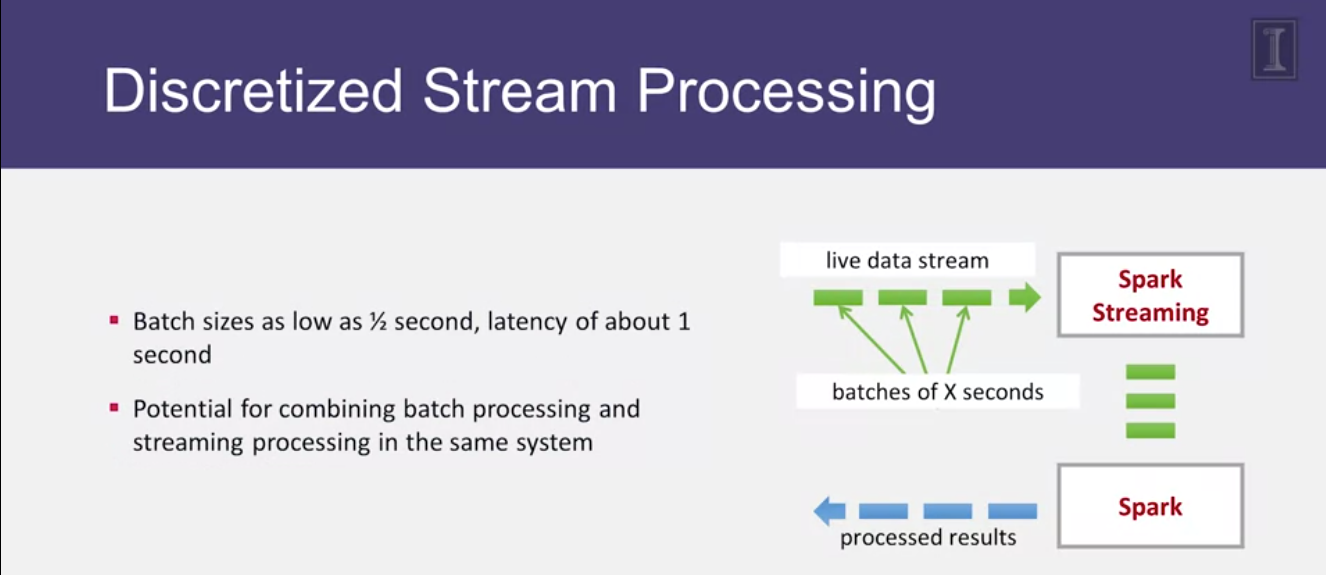 Discretized Stream Processing
Batch sizes as low as ½ second, latency of about 1
second
Potential for combining batch processing and
streaming processing in the same system
live data stream
batches of X seconds
Spark
Streaming
Spark
processed results